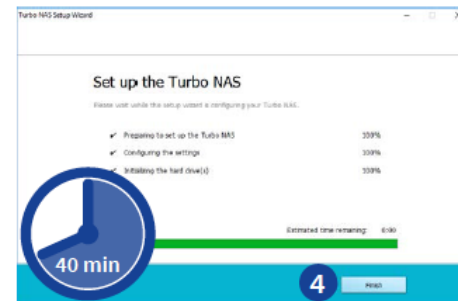 Turbo NAS Setup Wizard
Set up the Turbo NAS
Please wait while the setup wizard is configuring your Turbo NAS.
✔ Preparing to set up the Turbo NAS 100%
✔ Configuring the settings 100%
✔ Initializing the hard drive(s) 100%
Estimated time remaining: 0:00
40 min
4
Finish